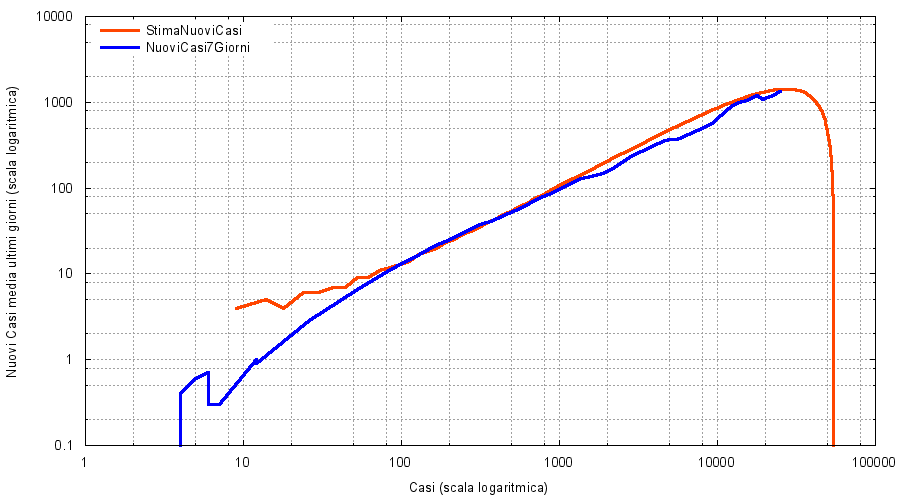 10000
1000
100
10
1
0.1
StimaNuoviCasi
NuoviCasi7Giorni
Nuovi Casi media ultimi giorni (scala logaritmica)
1 10 100 1000 10000 100000
Casi (scala logaritmica)